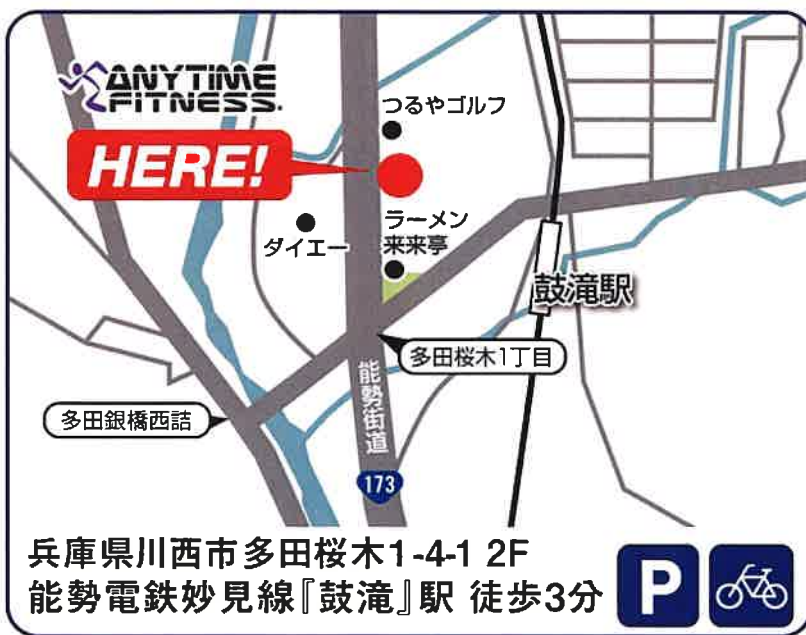 ANYTIME
FITNESS.
つるやゴルフ
HERE!
ラーメン
来来亭
ダイエー
鼓滝駅
多田桜木1丁目
能勢街道
多田銀橋西詰
173
兵庫県川西市多田桜木1-4-1 2F
能勢電鉄妙見線『鼓滝』駅 徒歩3分
P